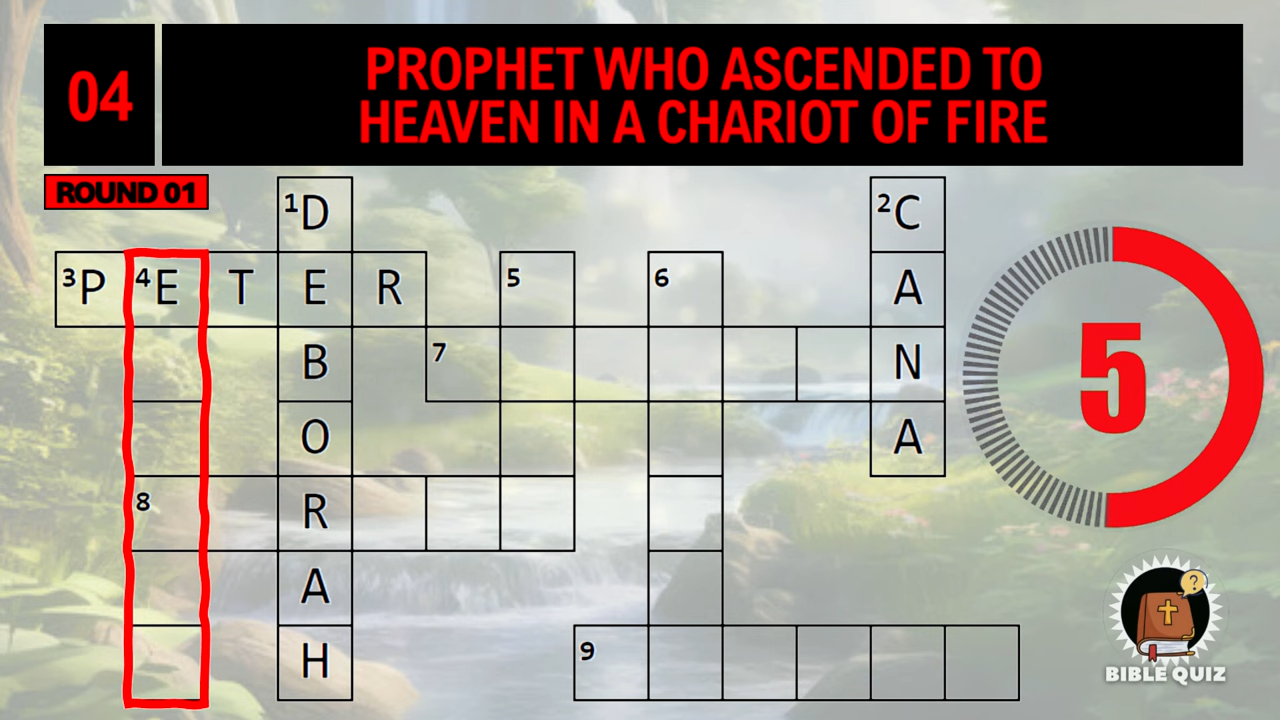 04
PROPHET WHO ASCENDED TO
HEAVEN IN A CHARIOT OF FIRE
ROUND 01
1D
2C
3P 4E T E R 5 6 A
B 7 N
O A
8 R
A
H 9
5
?
BIBLE QUIZ